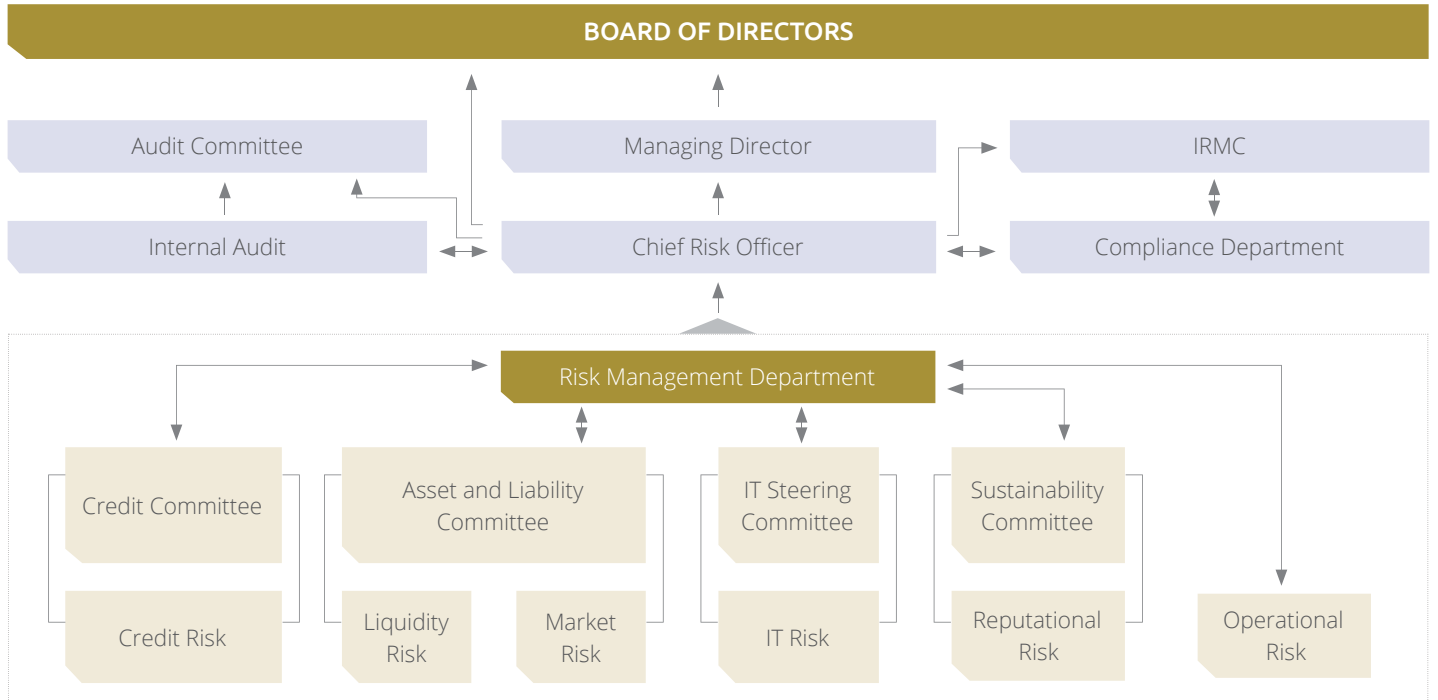 BOARD OF DIRECTORS
Audit Committee
Managing Director
IRMC
Internal Audit
Chief Risk Officer
Compliance Department
Risk Management Department
Credit Committee
Asset and Liability
Committee
IT Steering
Committee
Sustainability
Committee
Credit Risk
Liquidity
Risk
Market
Risk
IT Risk
Reputational
Risk
Operational
Risk